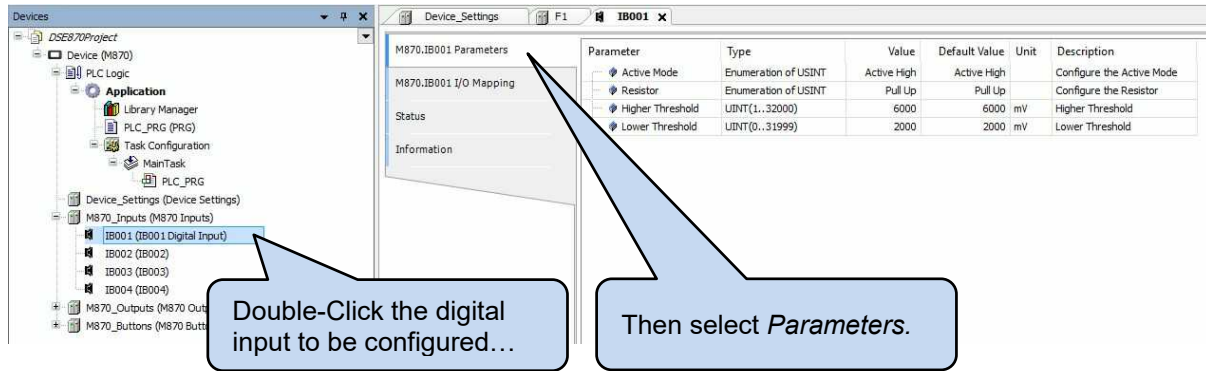 Devices
DSE870Project
Device (M870)
PLC Logic
Application
Library Manager
PLC_PRG (PRG)
Task Configuration
MainTask
PLC_PRG
Device_Settings (Device Settings)
M870_Inputs (M870 Inputs)
IB001 (IB001 Digital Input)
IB002 (IB002)
IB003 (IB003)
IB004 (IB004)
M870_Outputs (M870 Out
M870_Buttons (M870 Butt
Double-Click the digital
input to be configured…
Device_Settings F1 IB001
M870.IB001 Parameters
M870.IB001 I/O Mapping
Status
Information
Parameter Type Value Default Value Unit Description
Active Mode Enumeration of USINT Active High Active High Configure the Active Mode
Resistor Enumeration of USINT Pull Up Pull Up Configure the Resistor
Higher Threshold UINT(1..32000) 6000 6000 mV Higher Threshold
Lower Threshold UINT(0..31999) 2000 2000 mV Lower Threshold
Then select Parameters.